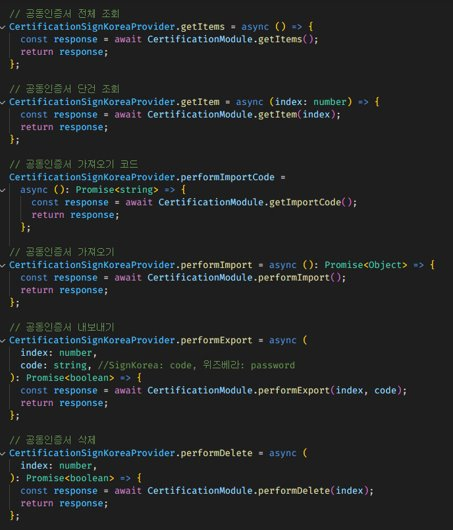 // 공동인증서 전체 조회
CertificationSignKoreaProvider.getItems = async () => {
  const response = await CertificationModule.getItems();
  return response;
};
// 공동인증서 단건 조회
CertificationSignKoreaProvider.getItem = async (index: number) => {
  const response = await CertificationModule.getItem(index);
  return response;
};
// 공동인증서 가져오기 코드
CertificationSignKoreaProvider.performImportCode =
  async (): Promise<string> => {
    const response = await CertificationModule.getImportCode();
    return response;
  };
// 공동인증서 가져오기
CertificationSignKoreaProvider.performImport = async (): Promise<Object> => {
  const response = await CertificationModule.performImport();
  return response;
};
// 공동인증서 내보내기
CertificationSignKoreaProvider.performExport = async (
  index: number,
  code: string, //SignKorea: code, 위즈베라: password
): Promise<boolean> => {
  const response = await CertificationModule.performExport(index, code);
  return response;
};
// 공동인증서 삭제
CertificationSignKoreaProvider.performDelete = async (
  index: number,
): Promise<boolean> => {
  const response = await CertificationModule.performDelete(index);
  return response;
};